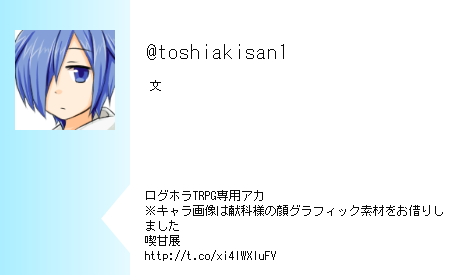 @toshiakisan1
文
ログホラTRPG専用アカ
※キャラ画像は献科様の顔グラフィック素材をお借りし
ました
喫甘展
http://t.co/xi4lWXluFV